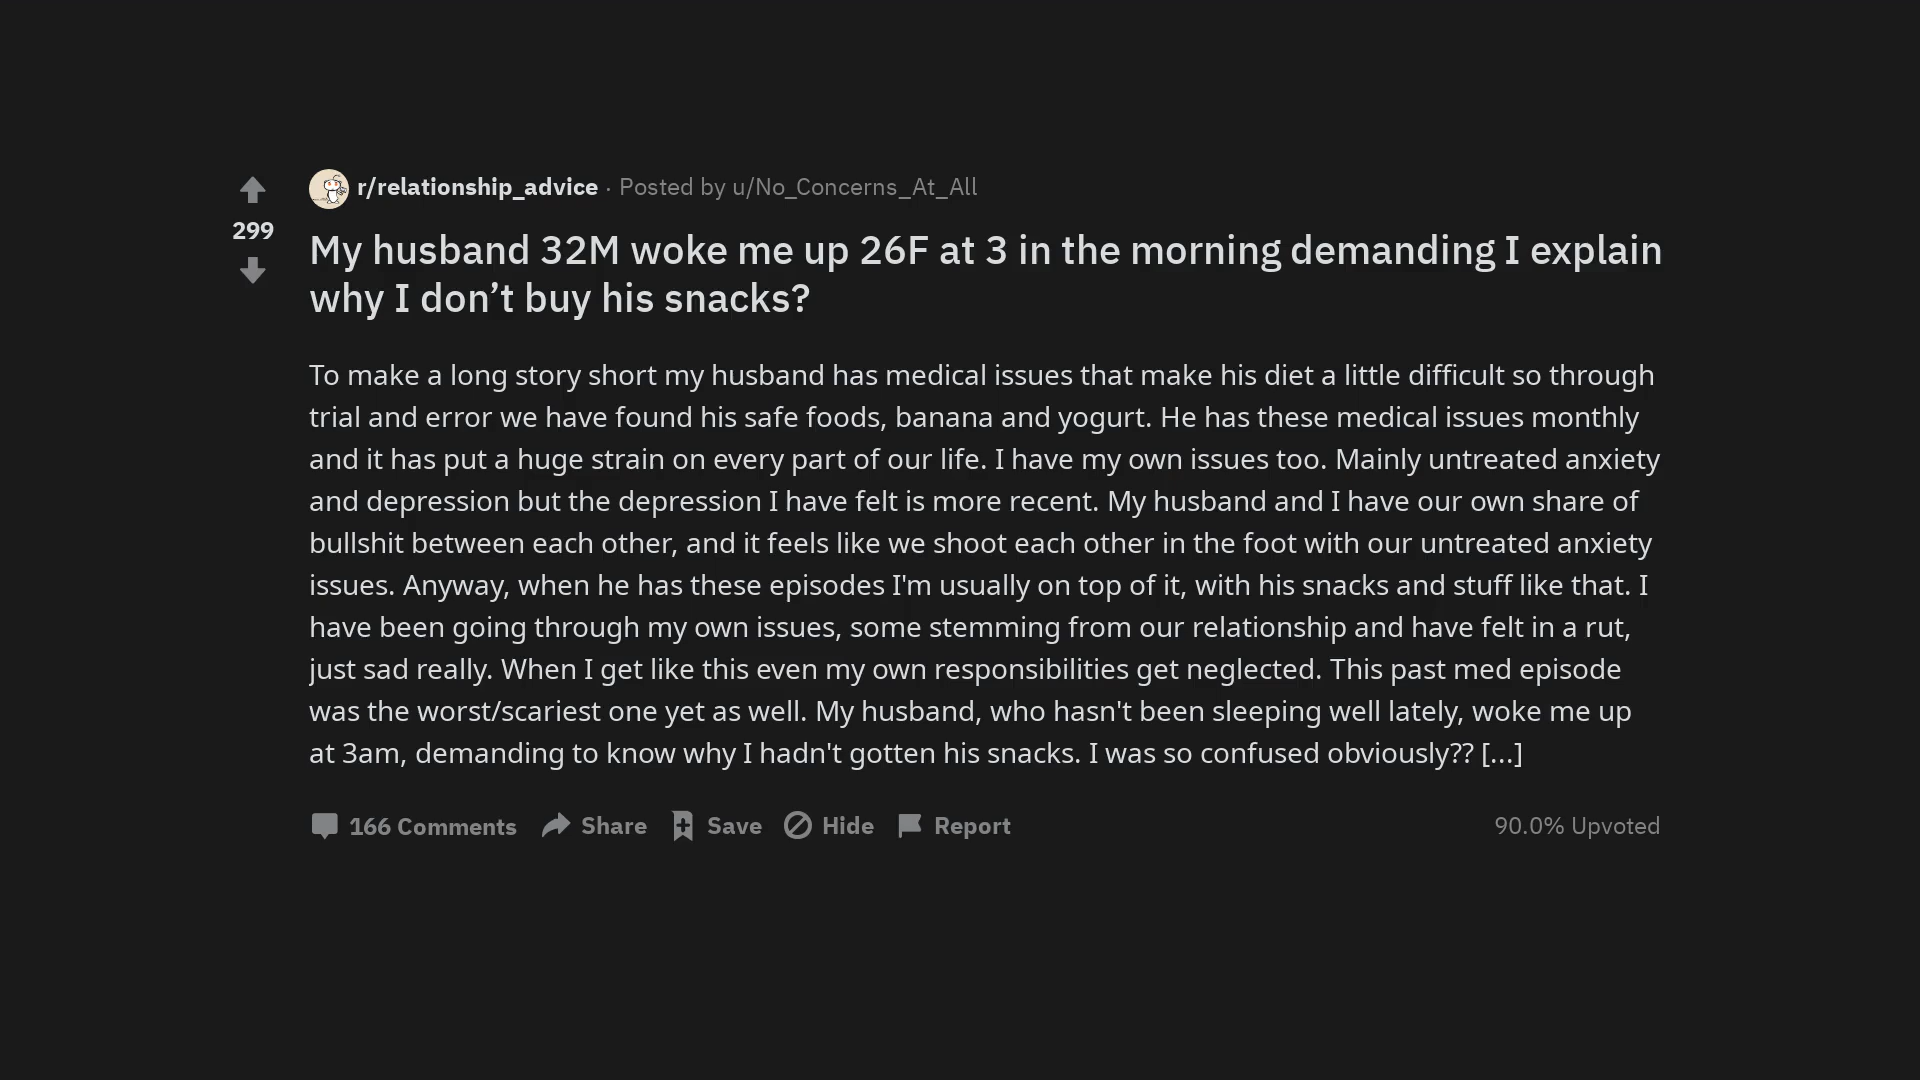 r/relationship_advice · Posted by u/No_Concerns_At_All
299
My husband 32M woke me up 26F at 3 in the morning demanding I explain
why I don’t buy his snacks?
To make a long story short my husband has medical issues that make his diet a little difficult so through
trial and error we have found his safe foods, banana and yogurt. He has these medical issues monthly
and it has put a huge strain on every part of our life. I have my own issues too. Mainly untreated anxiety
and depression but the depression I have felt is more recent. My husband and I have our own share of
bullshit between each other, and it feels like we shoot each other in the foot with our untreated anxiety
issues. Anyway, when he has these episodes I'm usually on top of it, with his snacks and stuff like that. I
have been going through my own issues, some stemming from our relationship and have felt in a rut,
just sad really. When I get like this even my own responsibilities get neglected. This past med episode
was the worst/scariest one yet as well. My husband, who hasn't been sleeping well lately, woke me up
at 3am, demanding to know why I hadn't gotten his snacks. I was so confused obviously?? [...]
166 Comments Share Save Hide Report 90.0% Upvoted